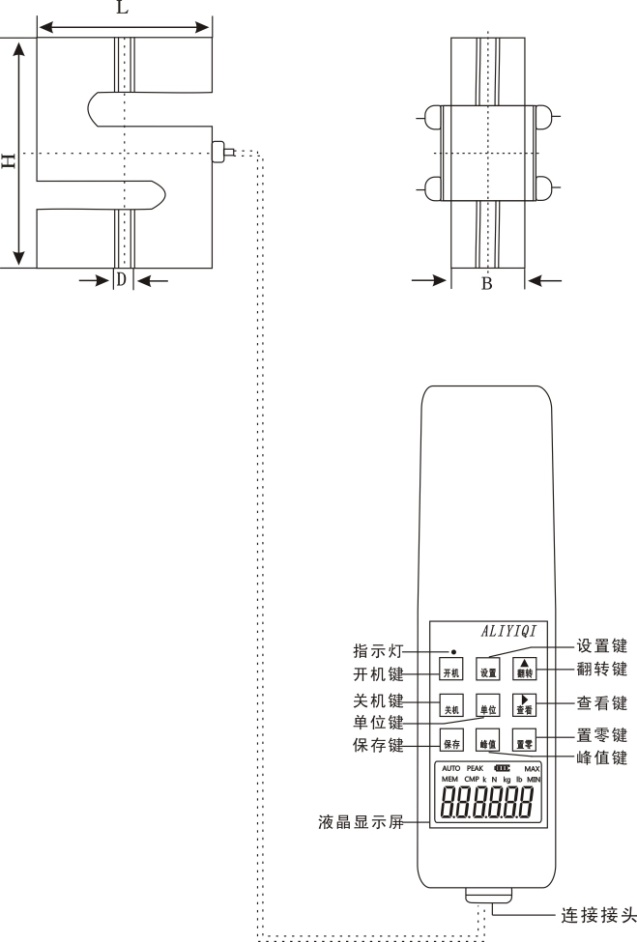 L
H
D
B
ALIYIQI
指示灯
设置键
开机键
开机 设置 翻转
翻转键
关机键
关机 单位 查看
查看键
单位键
置零键
保存键
保存 峰值 置零
峰值键
AUTO PEAK MAX
MEM CMP k N kg lb MIN
888888
液晶显示屏
连接接头